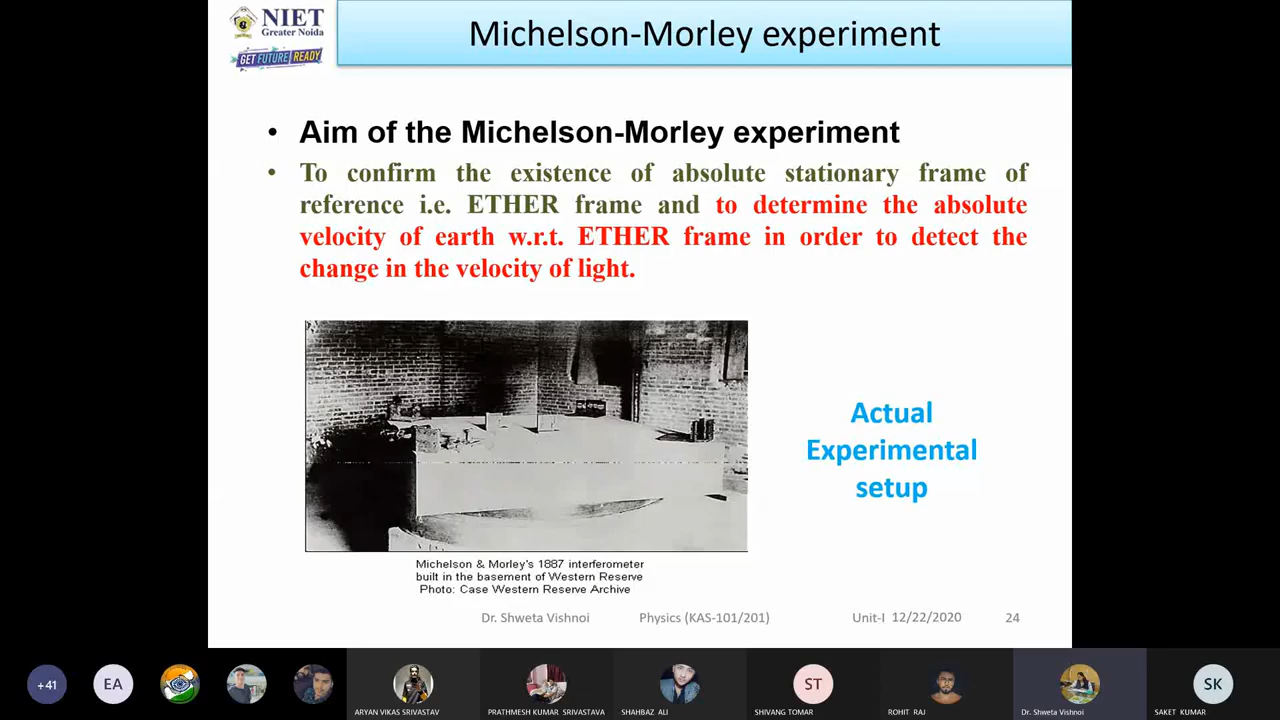 NIET
Greater Noida
GET FUTURE READY
Michelson-Morley experiment
• Aim of the Michelson-Morley experiment
• To confirm the existence of absolute stationary frame of
reference i.e. ETHER frame and to determine the absolute
velocity of earth w.r.t. ETHER frame in order to detect the
change in the velocity of light.
Actual
Experimental
setup
Michelson & Morley's 1887 interferometer
built in the basement of Western Reserve
Photo: Case Western Reserve Archive
Dr. Shweta Vishnoi Physics (KAS-101/201) Unit-I 12/22/2020 24
+41 EA ST SK
ARYAN VIKAS SRIVASTAV PRATHMESH KUMAR SRIVASTAVA SHAHBAZ ALI SHIVANG TOMAR ROHIT RAJ Dr. Shweta Vishnoi SAKET KUMAR